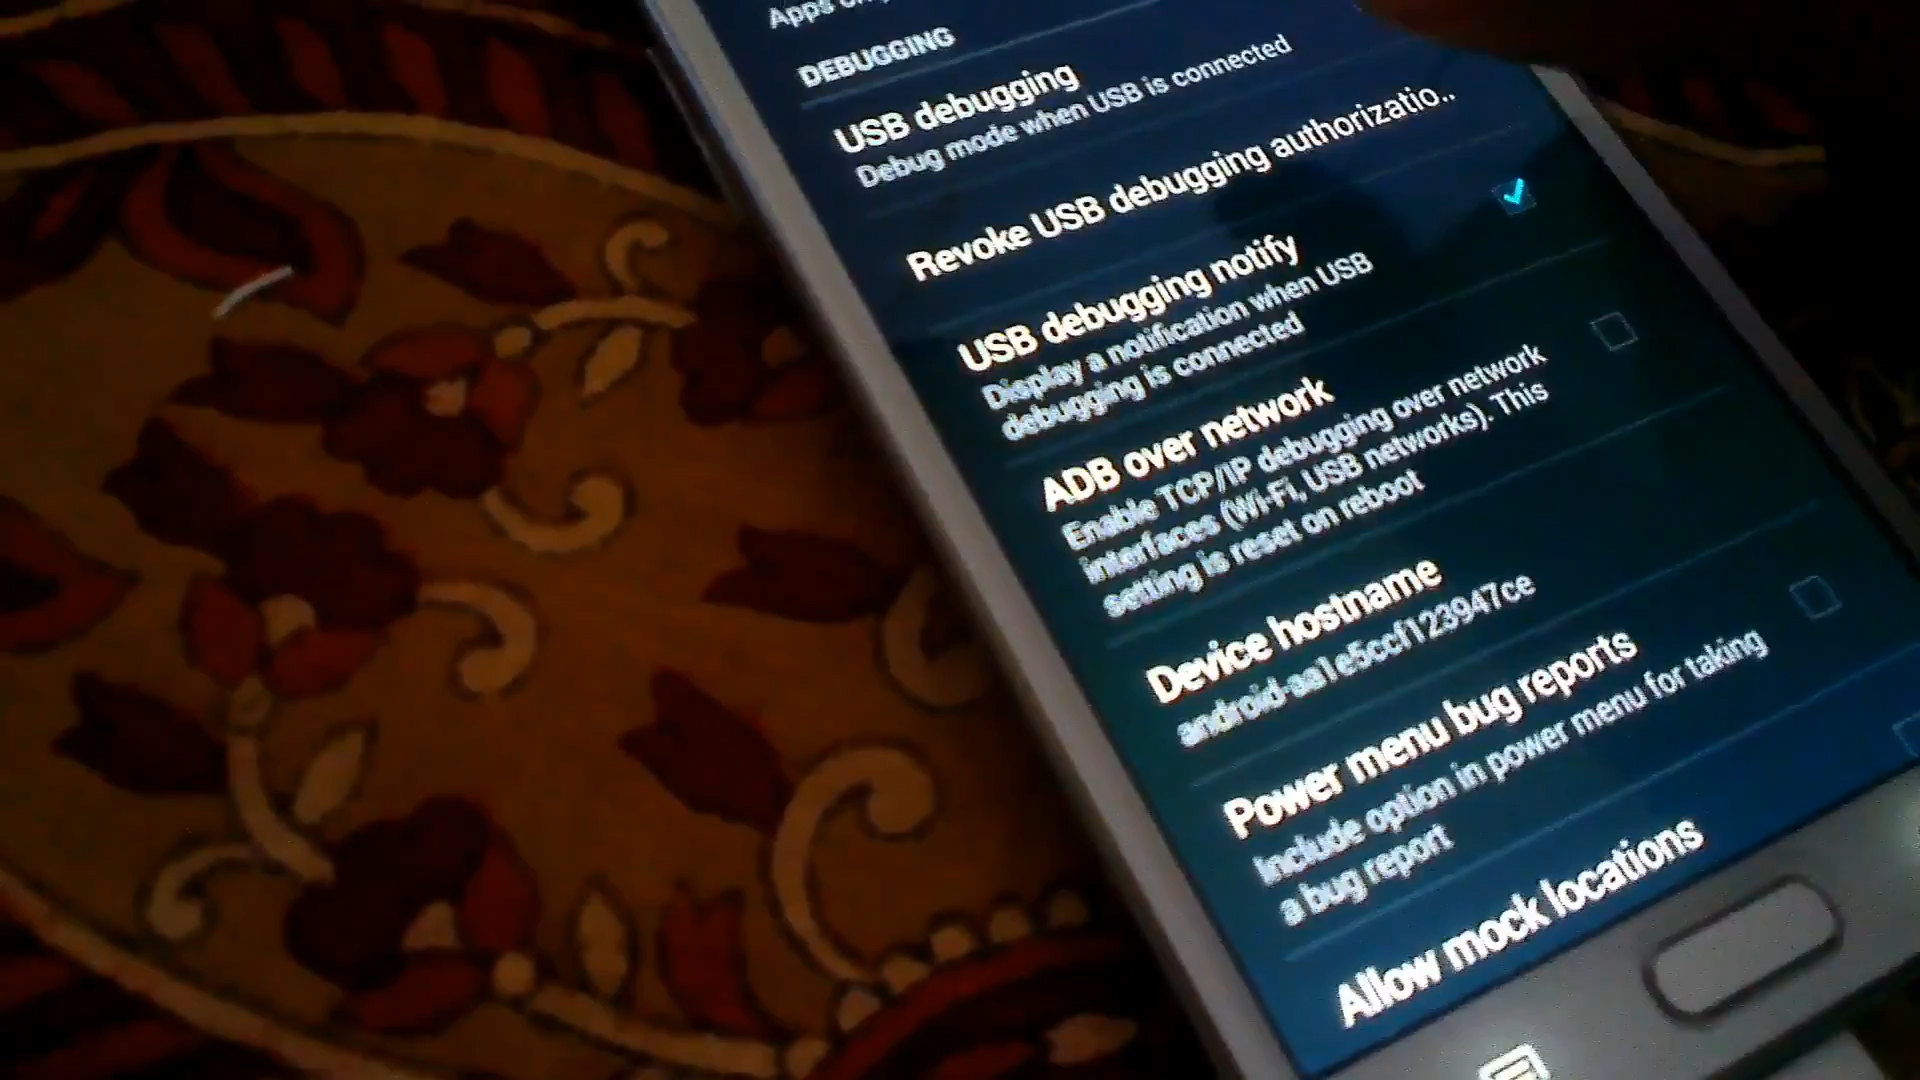 DEBUGGING
USB debugging
Debug mode when USB is connected
Revoke USB debugging authorizatio..
USB debugging notify
Display a notification when USB
debugging is connected
ADB over network
Enable TCP/IP debugging over network
interfaces (Wi-Fi, USB networks). This
setting is reset on reboot
Device hostname
android-aa1e5ccf123947ce
Power menu bug reports
Include option in power menu for taking
a bug report
Allow mock locations